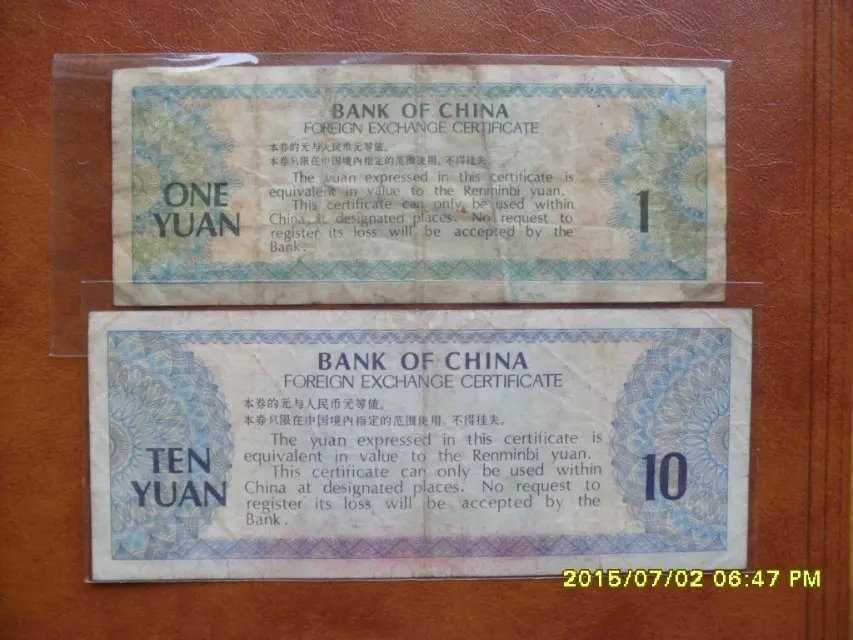 BANK OF CHINA
FOREIGN EXCHANGE CERTIFICATE
本券的元与人民币元等值。
本券只限在中国境内指定的范围使用,不得挂失。
The yuan expressed in this certificate is
equivalent in value to the Renminbi yuan.
This certificate can only be used within
China at designated places. No request to
register its loss will be accepted by the
Bank.
ONE
YUAN
1
BANK OF CHINA
FOREIGN EXCHANGE CERTIFICATE
本券的元与人民币元等值。
本券只限在中国境内指定的范围使用,不得挂失。
The yuan expressed in this certificate is
equivalent in value to the Renminbi yuan.
This certificate can only be used within
China at designated places. No request to
register its loss will be accepted by the
Bank.
TEN
YUAN
10
2015/07/02 06:47 PM